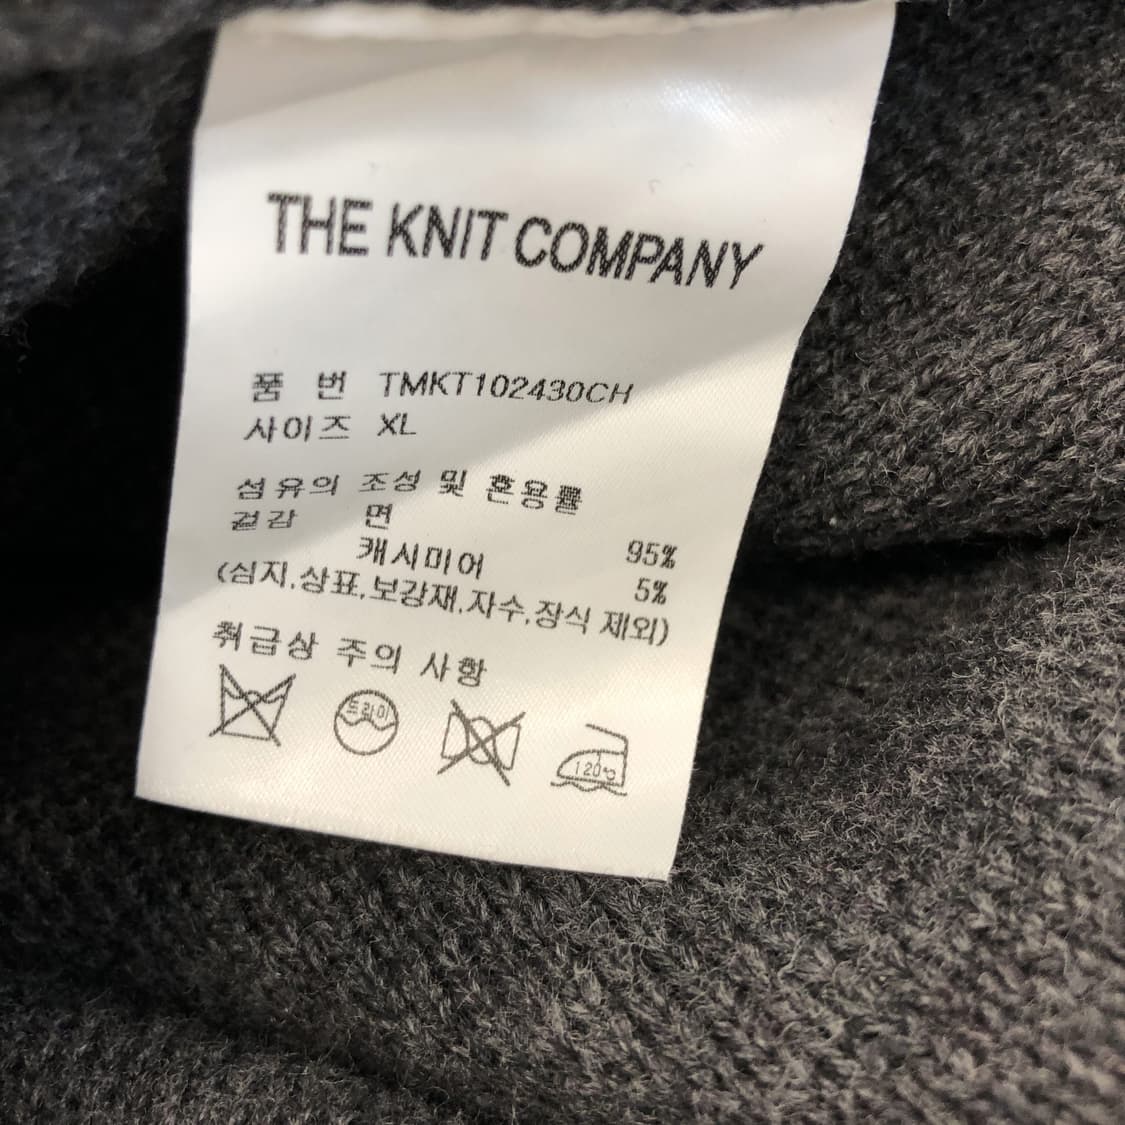 THE KNIT COMPANY
품 번 TMKT102430CH
사이즈 XL
섬유의 조성 및 혼용률
겉감 면 95%
캐시미어 5%
(심지,상표,보강재,자수,장식 제외)
취급상 주의 사항
드라이
120℃